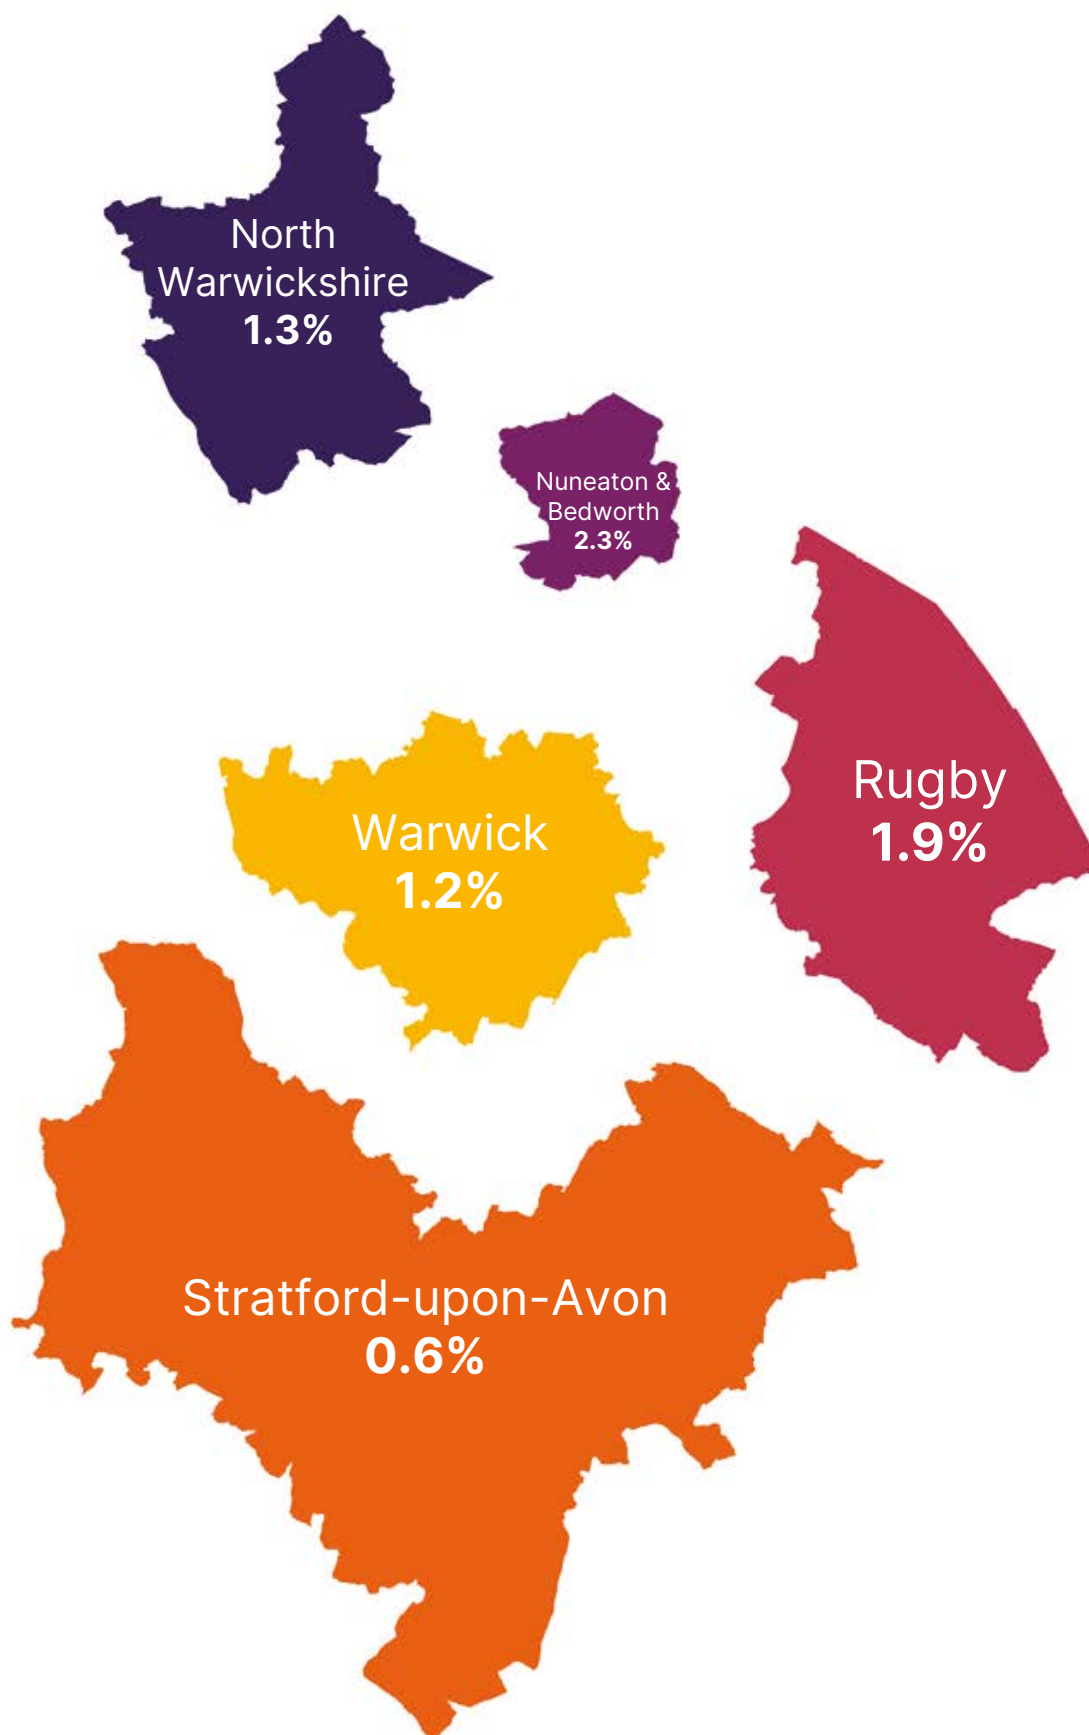 North
Warwickshire
1.3%
Nuneaton &
Bedworth
2.3%
Rugby
1.9%
Warwick
1.2%
Stratford-upon-Avon
0.6%